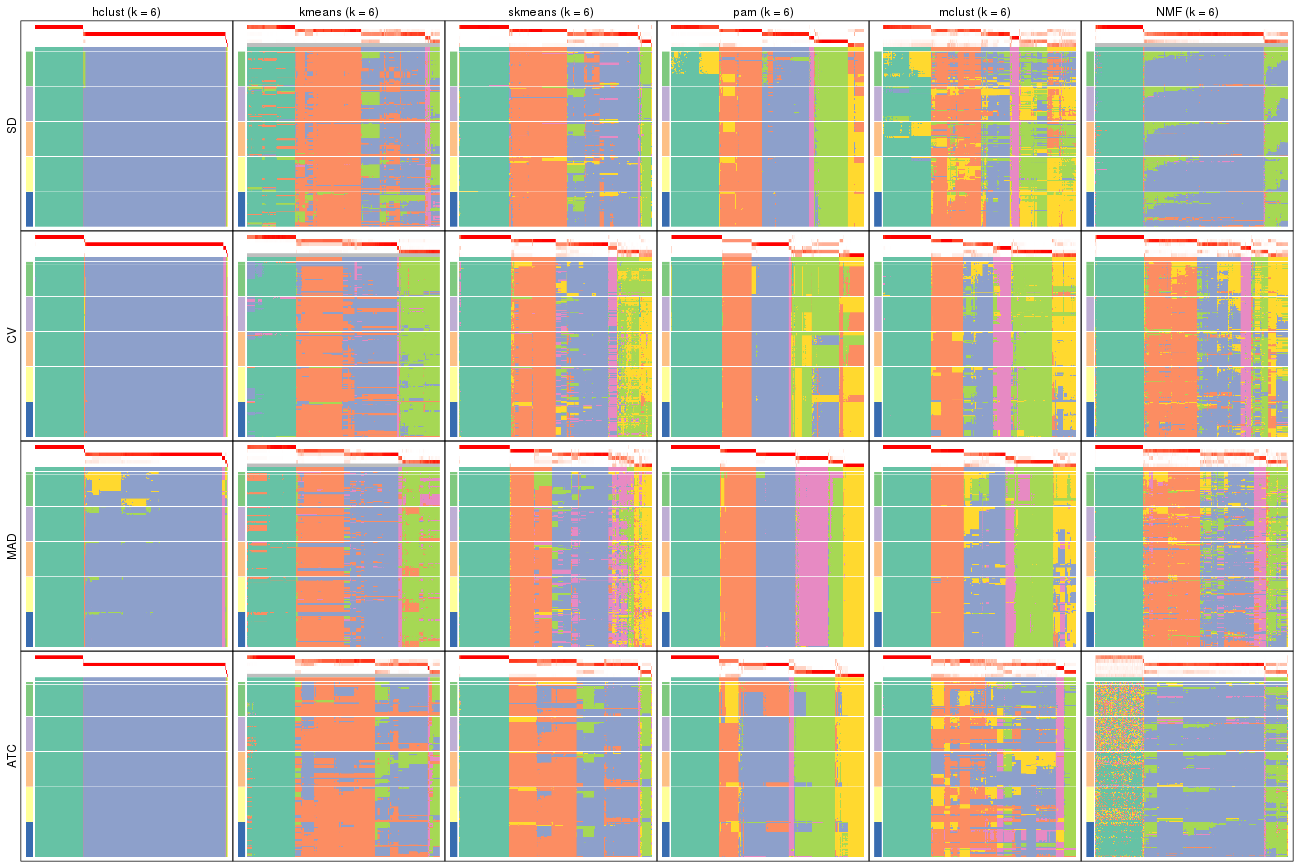 hclust (k = 6)
kmeans (k = 6)
skmeans (k = 6)
pam (k = 6)
mclust (k = 6)
NMF (k = 6)
SD
CV
MAD
ATC